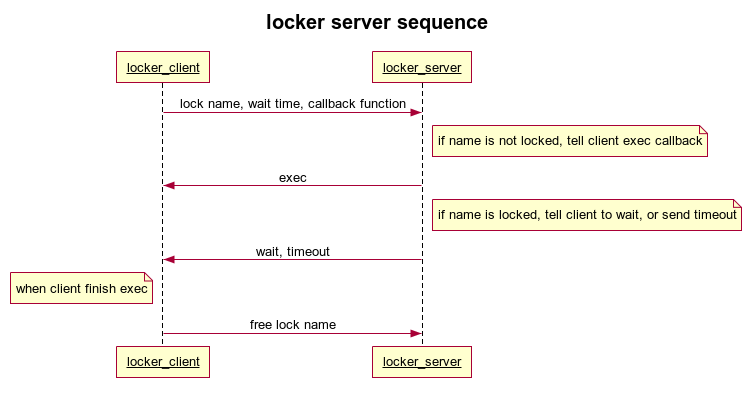 locker server sequence
locker_client
locker_server
lock name, wait time, callback function
if name is not locked, tell client exec callback
exec
if name is locked, tell client to wait, or send timeout
wait, timeout
when client finish exec
free lock name
locker_client
locker_server